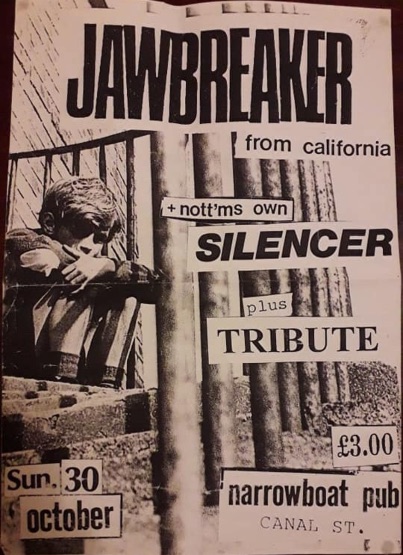 JAWBREAKER
from california
+ nott'ms own
SILENCER
plus
TRIBUTE
£3.00
Sun. 30
october
narrowboat pub
CANAL ST.